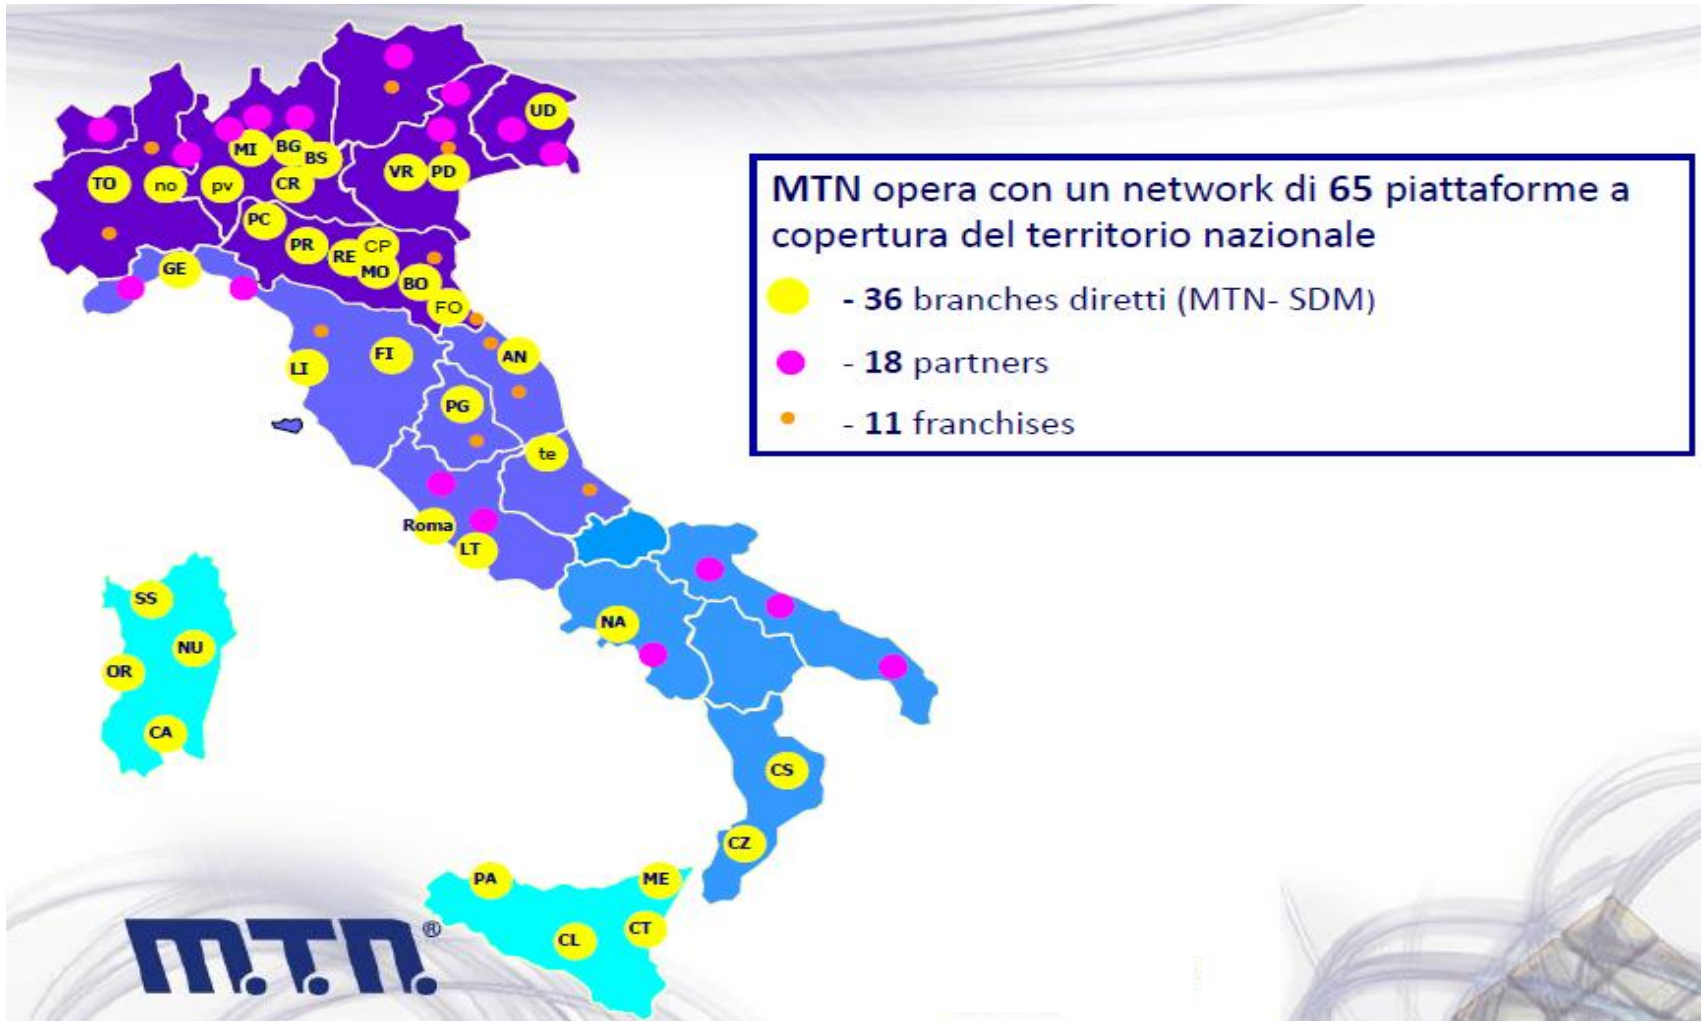 MTN opera con un network di 65 piattaforme a
copertura del territorio nazionale
- 36 branches diretti (MTN- SDM)
- 18 partners
- 11 franchises
UD
MI
BG
BS
VR
PD
TO
no
pv
CR
PC
PR
RE
CP
MO
BO
GE
FO
LI
FI
AN
PG
te
Roma
LT
SS
NU
OR
CA
NA
CS
CZ
PA
ME
CL
CT
M.T.N.®